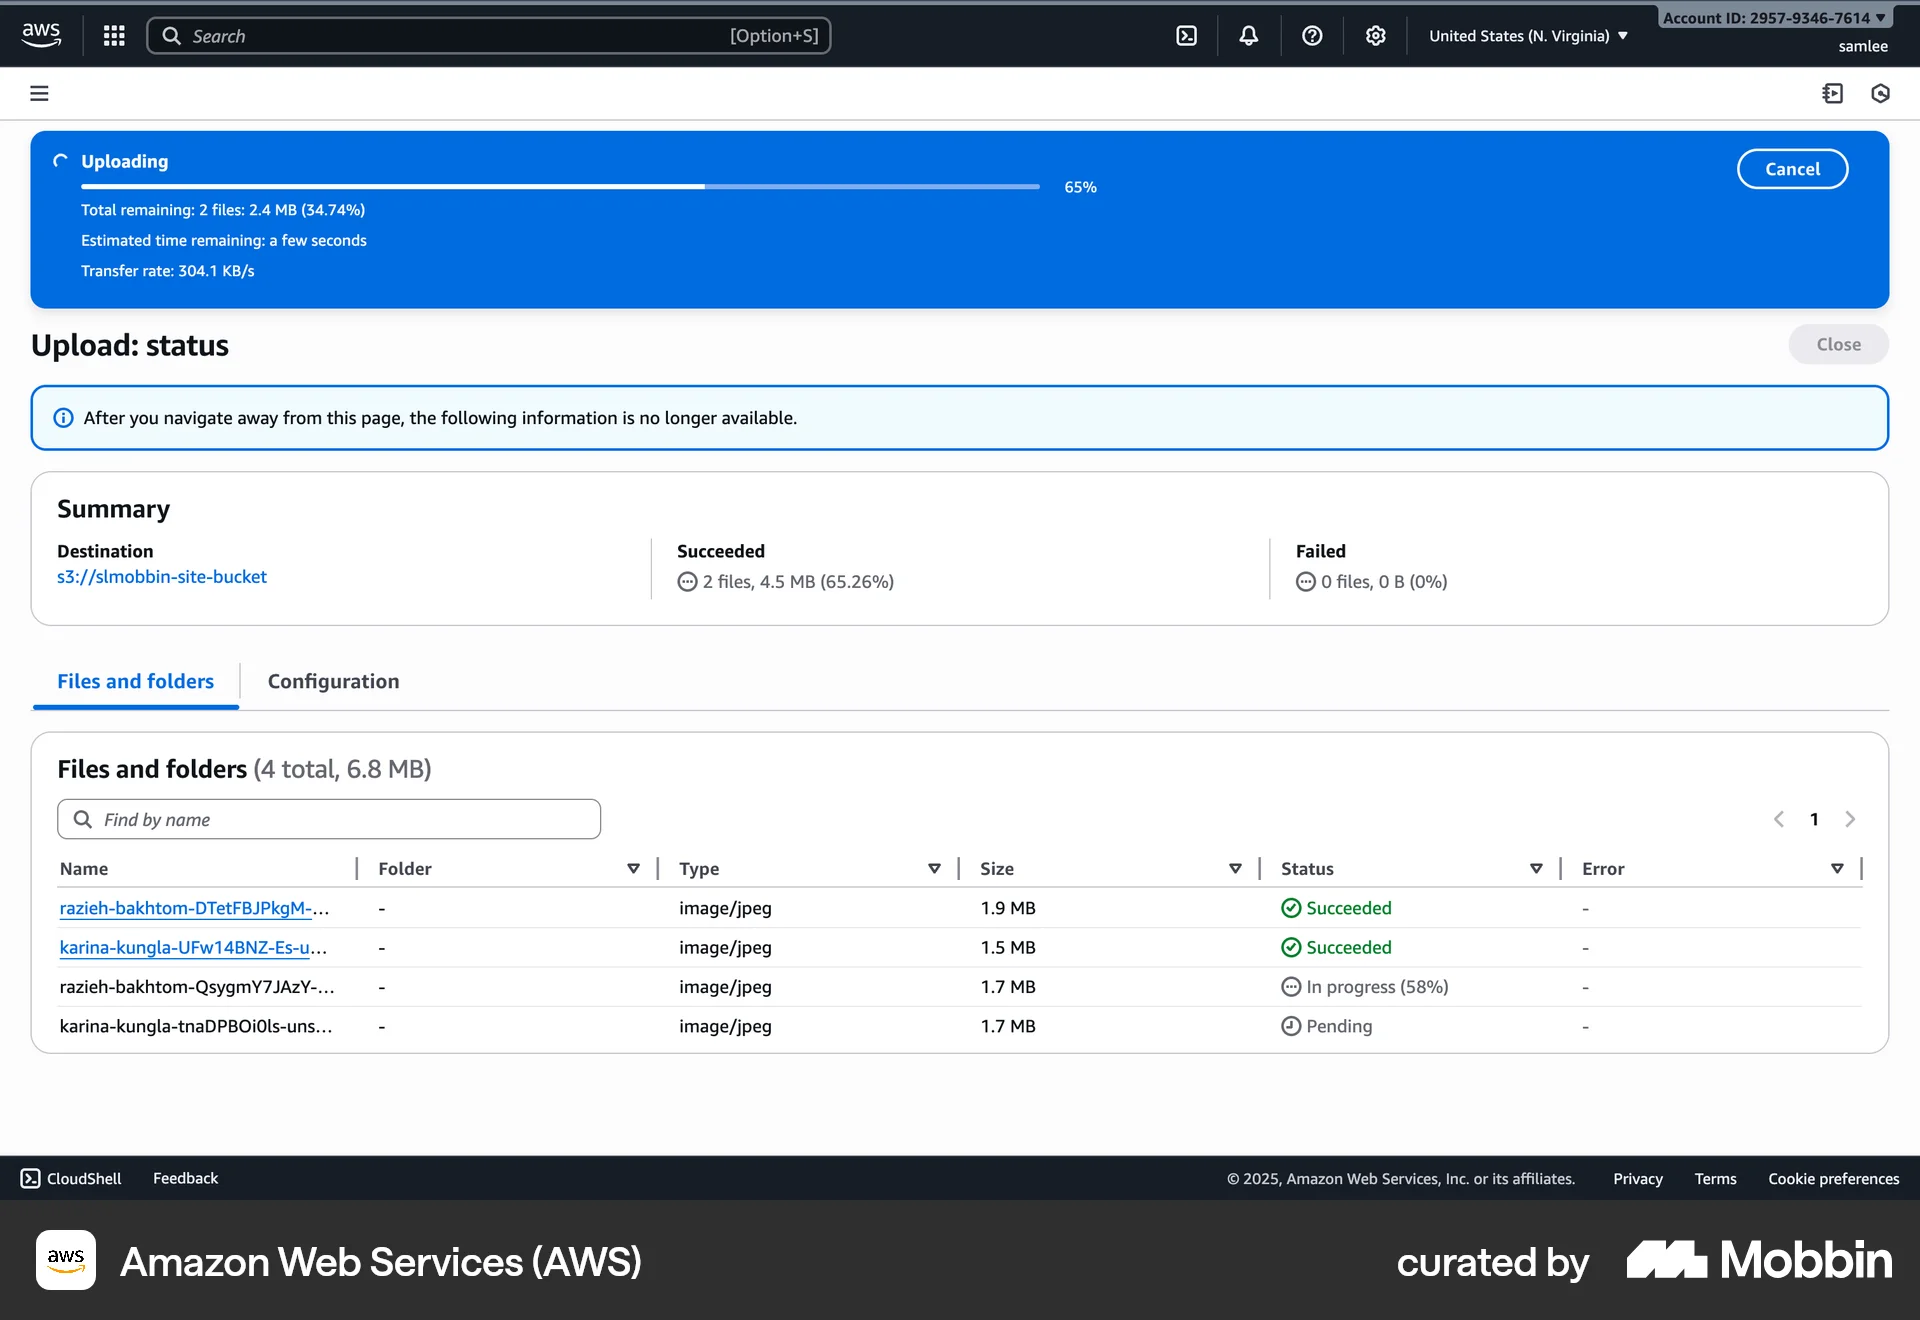 aws
Search
[Option+S]
United States (N. Virginia)
Account ID: 2957-9346-7614
samlee
Uploading
Cancel
65%
Total remaining: 2 files: 2.4 MB (34.74%)
Estimated time remaining: a few seconds
Transfer rate: 304.1 KB/s
Upload: status
Close
After you navigate away from this page, the following information is no longer available.
Summary
Destination
s3://slmobbin-site-bucket
Succeeded
2 files, 4.5 MB (65.26%)
Failed
0 files, 0 B (0%)
Files and folders
Configuration
Files and folders (4 total, 6.8 MB)
Find by name
1
Name Folder Type Size Status Error
razieh-bakhtom-DTetFBJPkgM-... - image/jpeg 1.9 MB Succeeded -
karina-kungla-UFw14BNZ-Es-u... - image/jpeg 1.5 MB Succeeded -
razieh-bakhtom-QsygmY7JAzY-... - image/jpeg 1.7 MB In progress (58%) -
karina-kungla-tnaDPBOi0ls-uns... - image/jpeg 1.7 MB Pending -
CloudShell Feedback © 2025, Amazon Web Services, Inc. or its affiliates. Privacy Terms Cookie preferences
aws Amazon Web Services (AWS)
curated by Mobbin